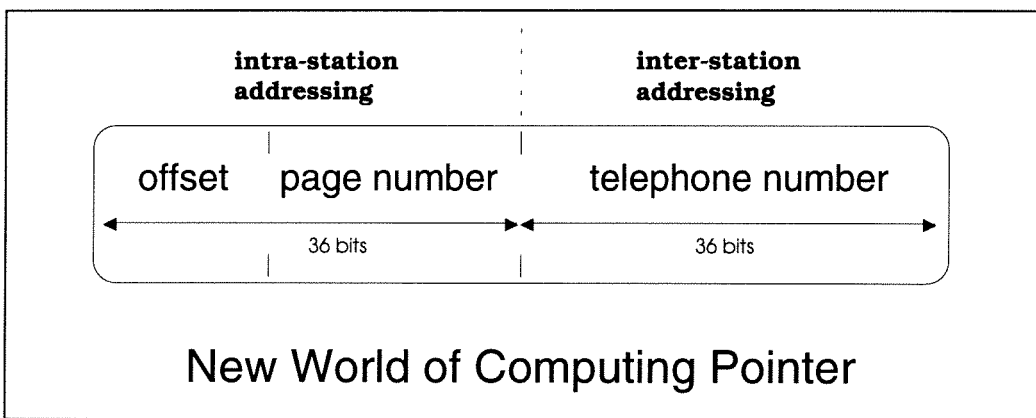 intra-station
addressing
inter-station
addressing
offset
page number
telephone number
36 bits
36 bits
New World of Computing Pointer